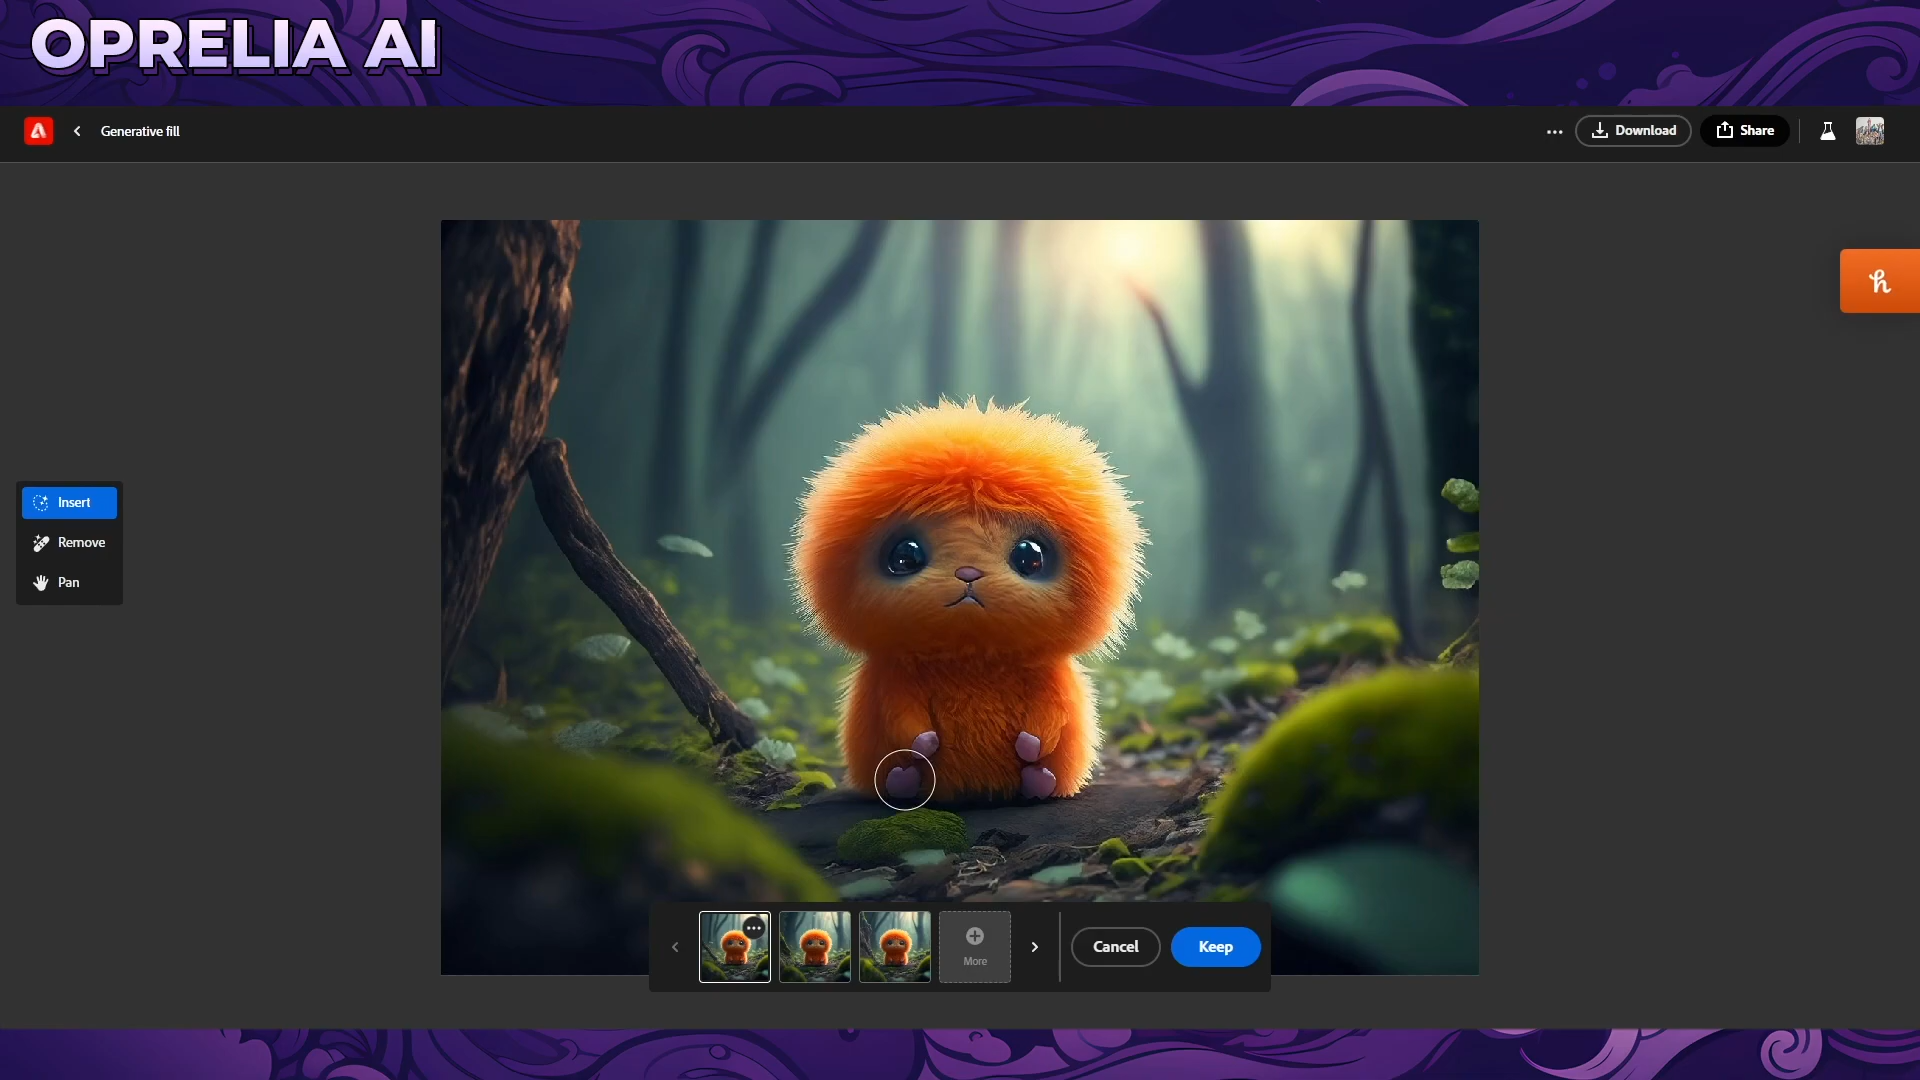 OPRELIA AI
Generative fill
Download
Share
Insert
Remove
Pan
More
Cancel
Keep